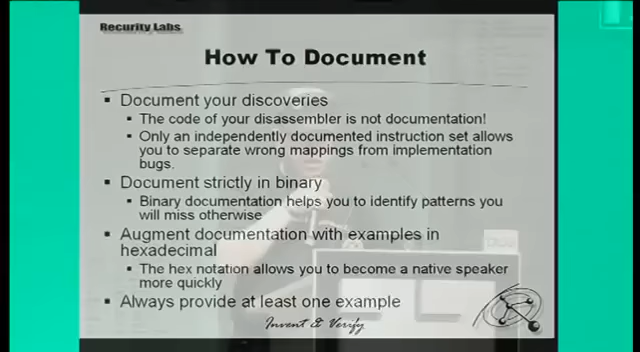 Recurity Labs
How To Document
▪ Document your discoveries
▪ The code of your disassembler is not documentation!
▪ Only an independently documented instruction set allows
you to separate wrong mappings from implementation
bugs.
▪ Document strictly in binary
▪ Binary documentation helps you to identify patterns you
will miss otherwise
▪ Augment documentation with examples in
hexadecimal
▪ The hex notation allows you to become a native speaker
more quickly
▪ Always provide at least one example
Invent & Verify